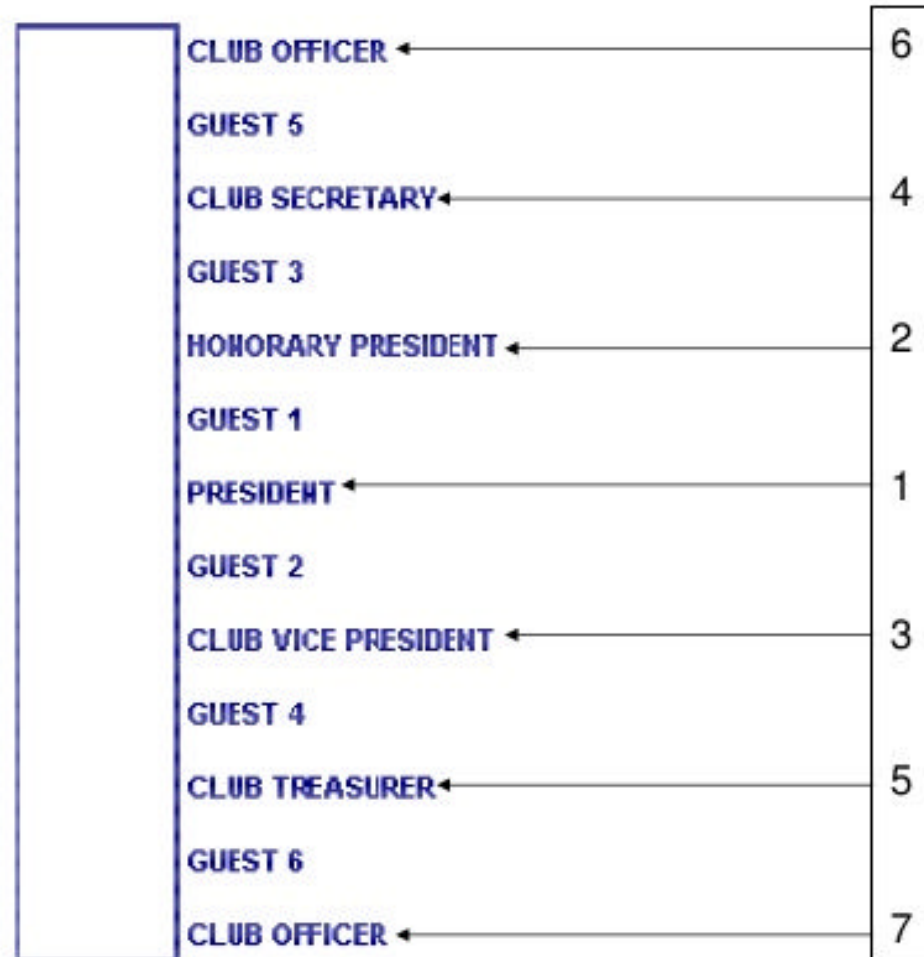 CLUB OFFICER 6
GUEST 5
CLUB SECRETARY 4
GUEST 3
HONORARY PRESIDENT 2
GUEST 1
PRESIDENT 1
GUEST 2
CLUB VICE PRESIDENT 3
GUEST 4
CLUB TREASURER 5
GUEST 6
CLUB OFFICER 7